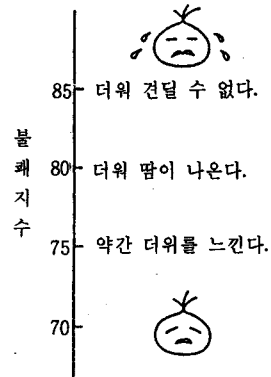 85 더워 견딜 수 없다.
80 더워 땀이 나온다.
75 약간 더위를 느낀다.
70
불쾌지수